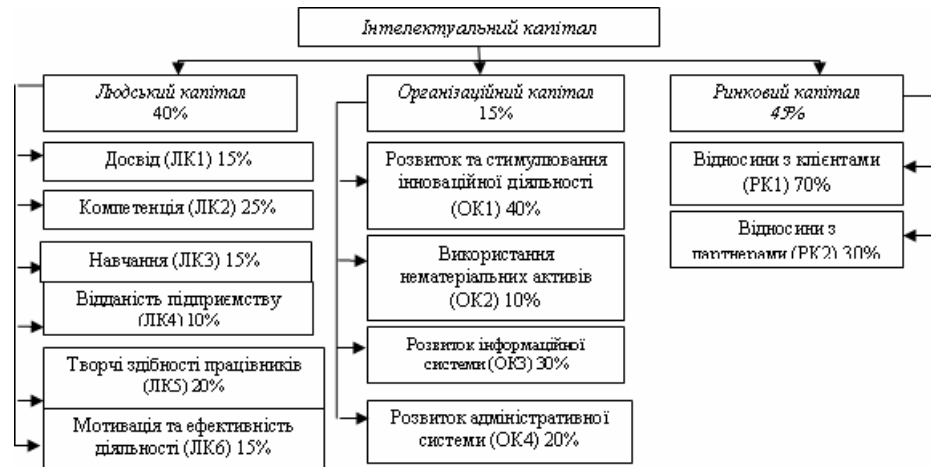 Інтелектуальний капітал
Людський капітал
40%
Організаційний капітал
15%
Ринковий капітал
45%
Досвід (ЛК1) 15%
Компетенція (ЛК2) 25%
Навчання (ЛК3) 15%
Відданість підприємству
(ЛК4) 10%
Творчі здібності працівників
(ЛК5) 20%
Мотивація та ефективність
діяльності (ЛК6) 15%
Розвиток та стимулювання
інноваційної діяльності
(ОК1) 40%
Використання
нематеріальних активів
(ОК2) 10%
Розвиток інформаційної
системи (ОК3) 30%
Розвиток адміністративної
системи (ОК4) 20%
Відносини з клієнтами
(РК1) 70%
Відносини з
партнерами (РК2) 30%